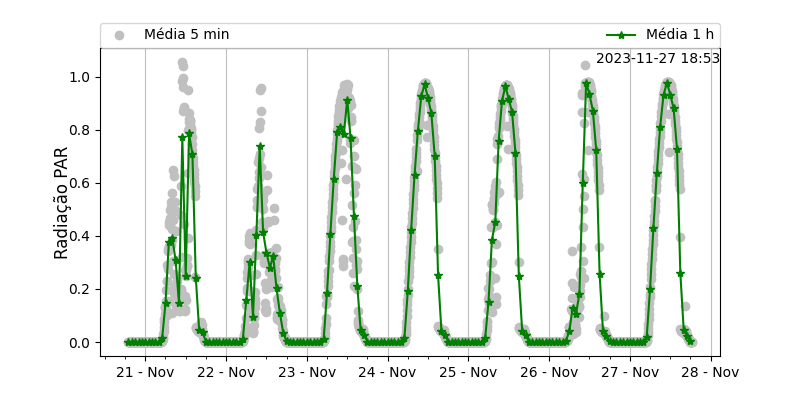 Média 5 min
Média 1 h
2023-11-27 18:53
Radiação PAR
1.0
0.8
0.6
0.4
0.2
0.0
21 - Nov 22 - Nov 23 - Nov 24 - Nov 25 - Nov 26 - Nov 27 - Nov 28 - Nov